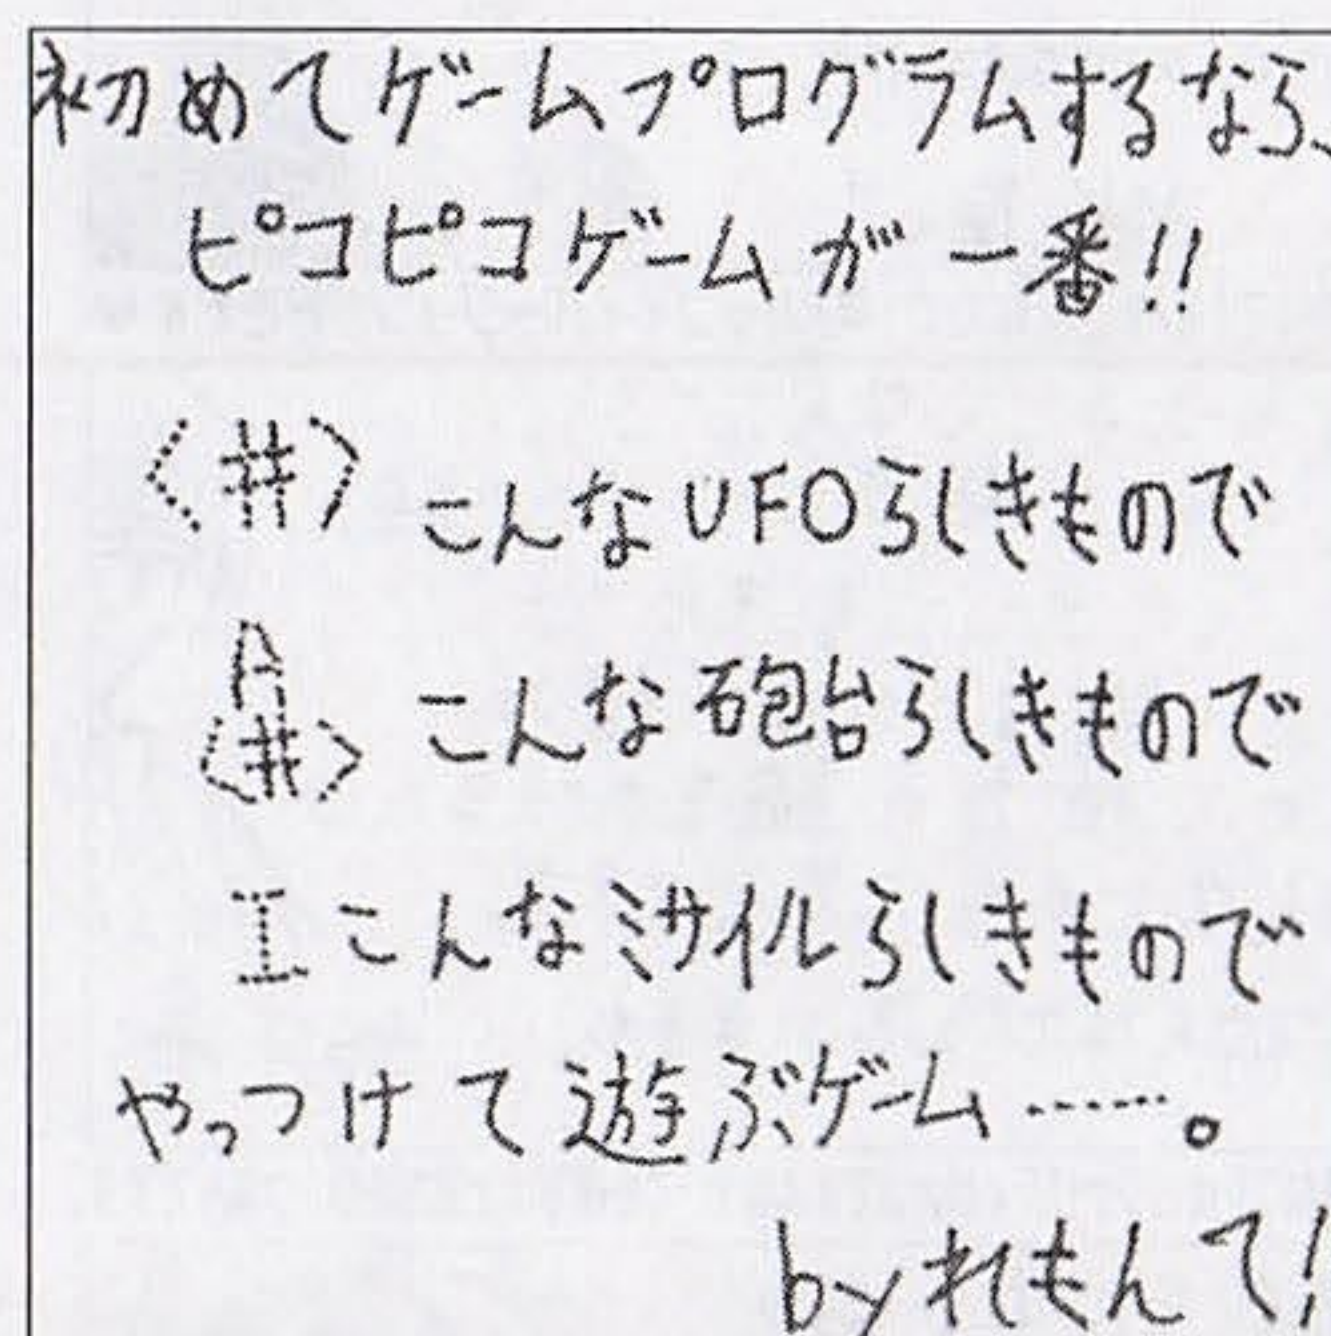 初めてゲームプログラムするなら、
ピコピコゲームが一番!!
<#> こんなUFOらしきもので
A
<#> こんな砲台らしきもので
I こんなミサイルらしきもので
やっつけて遊ぶゲーム……。
byれもんて!